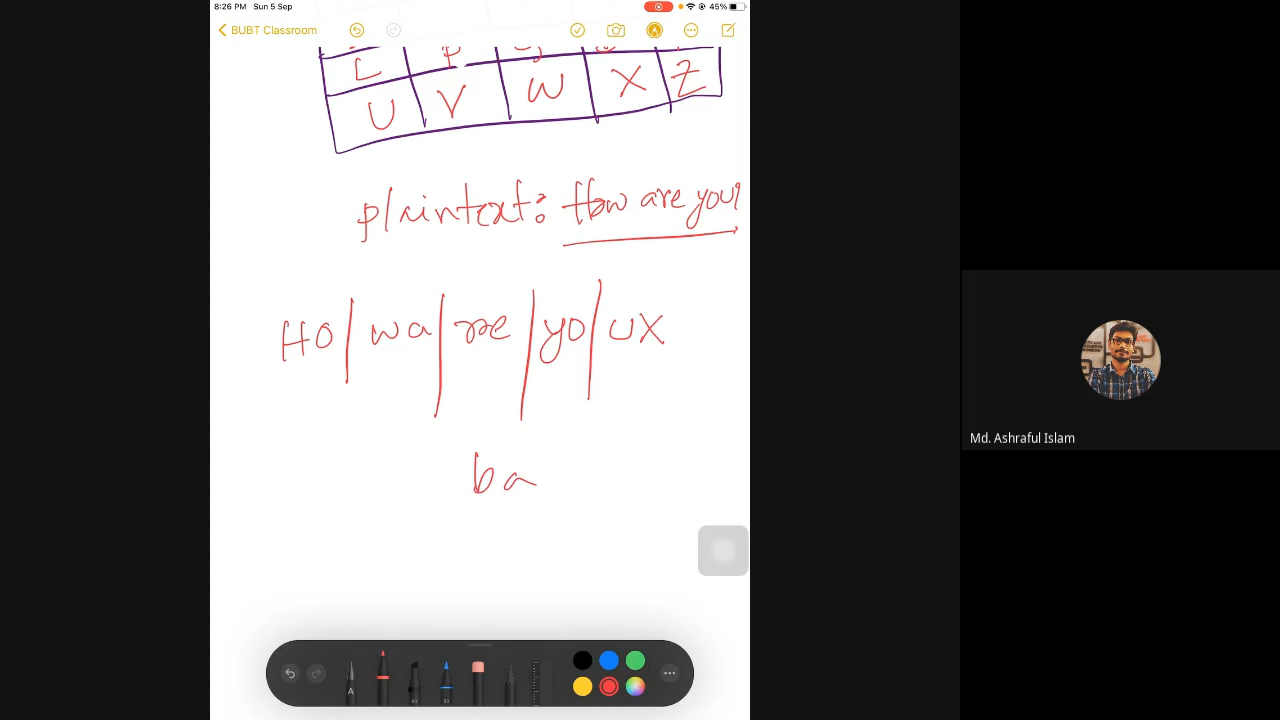 8:26 PM Sun 5 Sep
45%
BUBT Classroom
L P
U V W X Z
plaintext: How are you?
Ho | wa | re | yo | ux
ba
A
Md. Ashraful Islam